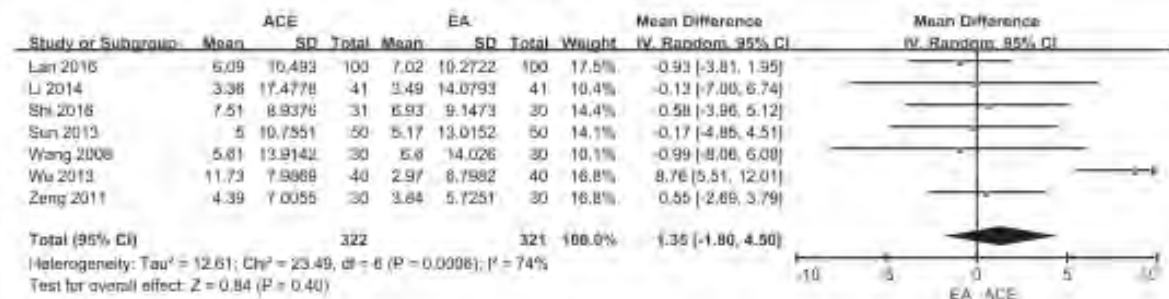 ACE EA Mean Difference Mean Difference
Study or Subgroup Mean SD Total Mean SD Total Weight IV, Random, 95% CI IV, Random, 95% CI
Lan 2016 6.09 10.493 100 7.02 10.2722 100 17.5% -0.93 [-3.81, 1.95]
Li 2014 3.36 17.4778 41 3.49 14.0793 41 10.4% -0.13 [-7.00, 6.74]
Shi 2016 7.51 8.9376 31 6.93 9.1473 30 14.4% 0.58 [-3.96, 5.12]
Sun 2013 5 10.7551 50 5.17 13.0152 50 14.1% -0.17 [-4.85, 4.51]
Wang 2008 5.61 13.9142 30 6.6 14.026 30 10.1% -0.99 [-8.06, 6.08]
Wu 2013 11.73 7.9869 40 2.97 6.7982 40 16.8% 8.76 [5.51, 12.01]
Zeng 2011 4.39 7.0055 30 3.84 5.7251 30 16.8% 0.55 [-2.69, 3.79]
Total (95% CI) 322 321 100.0% 1.35 [-1.80, 4.50]
Heterogeneity: Tau² = 12.61; Chi² = 23.49, df = 6 (P = 0.0006); I² = 74%
Test for overall effect: Z = 0.84 (P = 0.40)
-10 -5 0 5 10
EA ACE